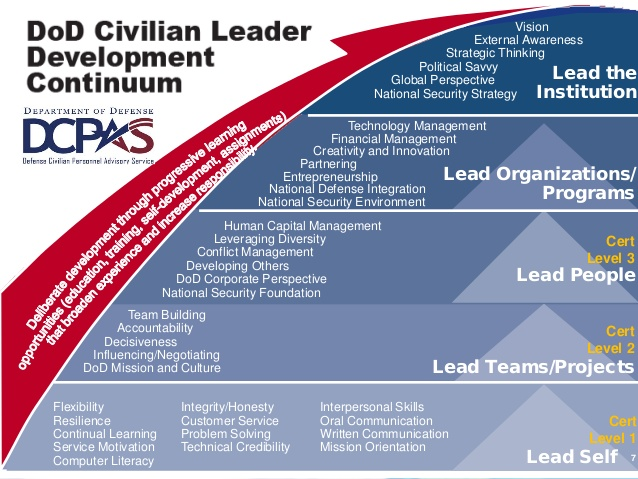 DoD Civilian Leader
Development
Continuum
DEPARTMENT OF DEFENSE
DCPAS
Defense Civilian Personnel Advisory Service
Deliberate development through progressive learning
opportunities (education, training, self-development, assignments)
that broaden experience and increase responsibility.
Vision
External Awareness
Strategic Thinking
Political Savvy
Global Perspective
National Security Strategy
Lead the
Institution
Technology Management
Financial Management
Creativity and Innovation
Partnering
Entrepreneurship
National Defense Integration
National Security Environment
Lead Organizations/
Programs
Human Capital Management
Leveraging Diversity
Conflict Management
Developing Others
DoD Corporate Perspective
National Security Foundation
Cert
Level 3
Lead People
Team Building
Accountability
Decisiveness
Influencing/Negotiating
DoD Mission and Culture
Cert
Level 2
Lead Teams/Projects
Flexibility
Resilience
Continual Learning
Service Motivation
Computer Literacy
Integrity/Honesty
Customer Service
Problem Solving
Technical Credibility
Interpersonal Skills
Oral Communication
Written Communication
Mission Orientation
Cert
Level 1
Lead Self
7